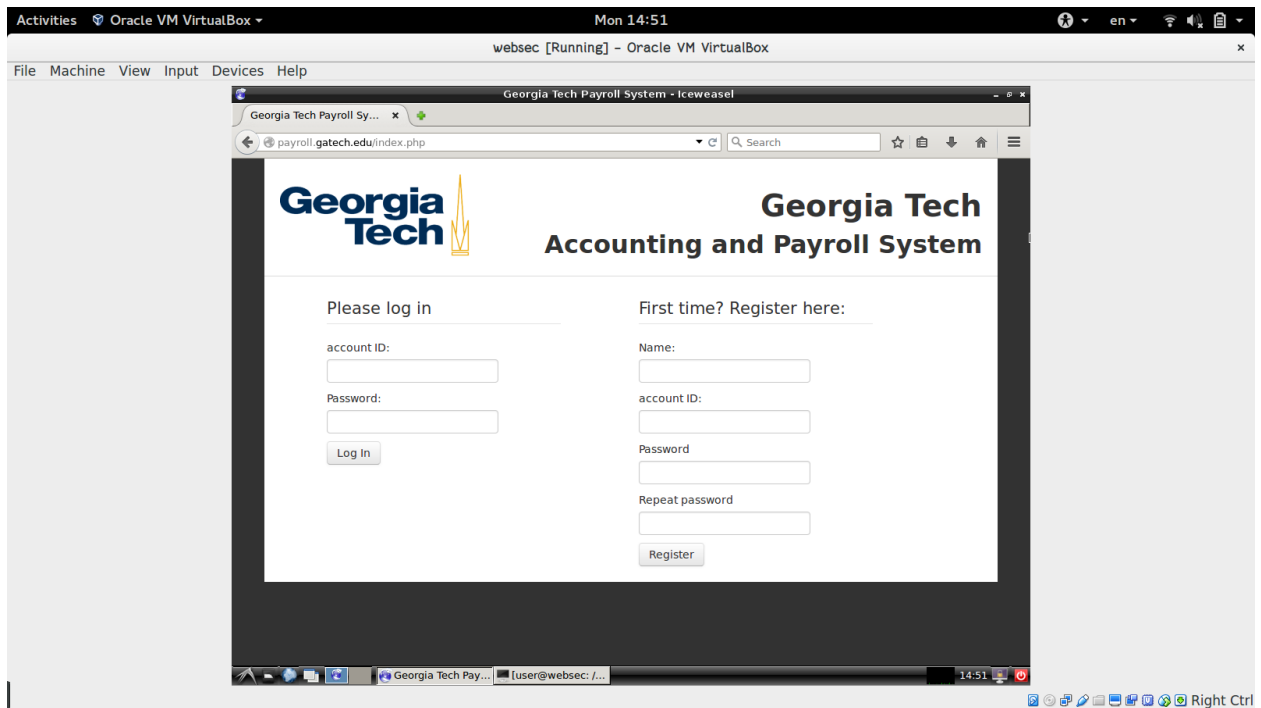 Activities Oracle VM VirtualBox Mon 14:51 en
websec [Running] - Oracle VM VirtualBox
File Machine View Input Devices Help
Georgia Tech Payroll System - Iceweasel
Georgia Tech Payroll Sy...
payroll.gatech.edu/index.php Search
Georgia Tech
Georgia Tech
Accounting and Payroll System
Please log in
account ID:
Password:
Log In
First time? Register here:
Name:
account ID:
Password
Repeat password
Register
Georgia Tech Pay... [user@websec: /... 14:51
Right Ctrl